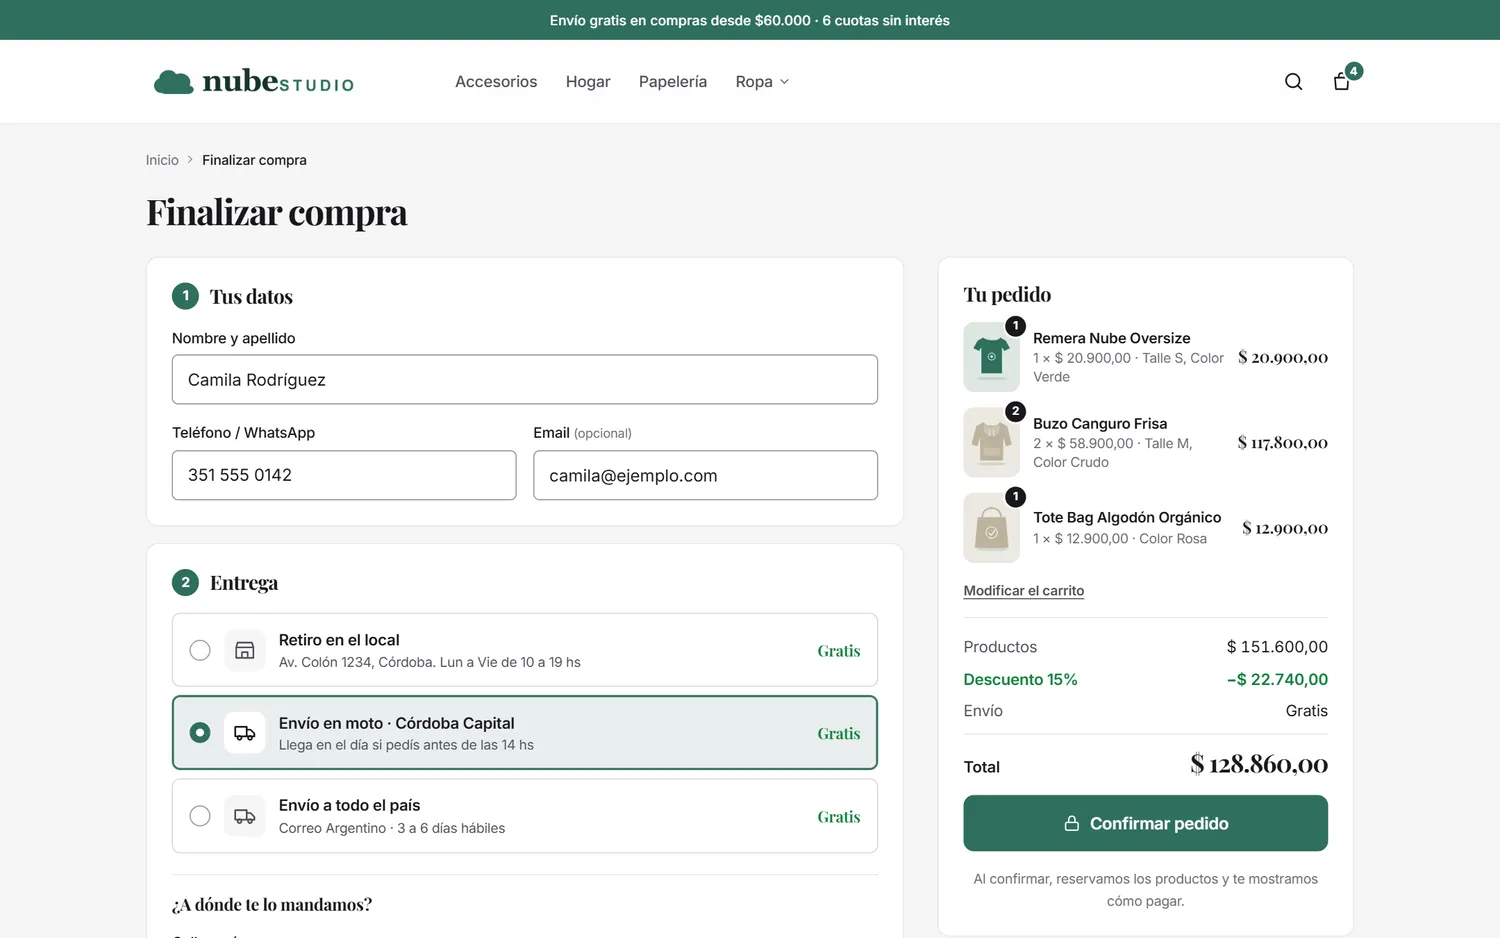 Envío gratis en compras desde $60.000 · 6 cuotas sin interés
nube STUDIO
Accesorios
Hogar
Papelería
Ropa
4
Inicio
Finalizar compra
Finalizar compra
1
Tus datos
Nombre y apellido
Camila Rodríguez
Teléfono / WhatsApp
Email (opcional)
351 555 0142
camila@ejemplo.com
2
Entrega
Retiro en el local
Av. Colón 1234, Córdoba. Lun a Vie de 10 a 19 hs
Gratis
Envío en moto · Córdoba Capital
Llega en el día si pedís antes de las 14 hs
Gratis
Envío a todo el país
Correo Argentino · 3 a 6 días hábiles
Gratis
¿A dónde te lo mandamos?
Tu pedido
1
Remera Nube Oversize
1 × $ 20.900,00 · Talle S, Color
Verde
$ 20.900,00
2
Buzo Canguro Frisa
2 × $ 58.900,00 · Talle M,
Color Crudo
$ 117.800,00
1
Tote Bag Algodón Orgánico
1 × $ 12.900,00 · Color Rosa
$ 12.900,00
Modificar el carrito
Productos
$ 151.600,00
Descuento 15%
−$ 22.740,00
Envío
Gratis
Total
$ 128.860,00
Confirmar pedido
Al confirmar, reservamos los productos y te mostramos
cómo pagar.